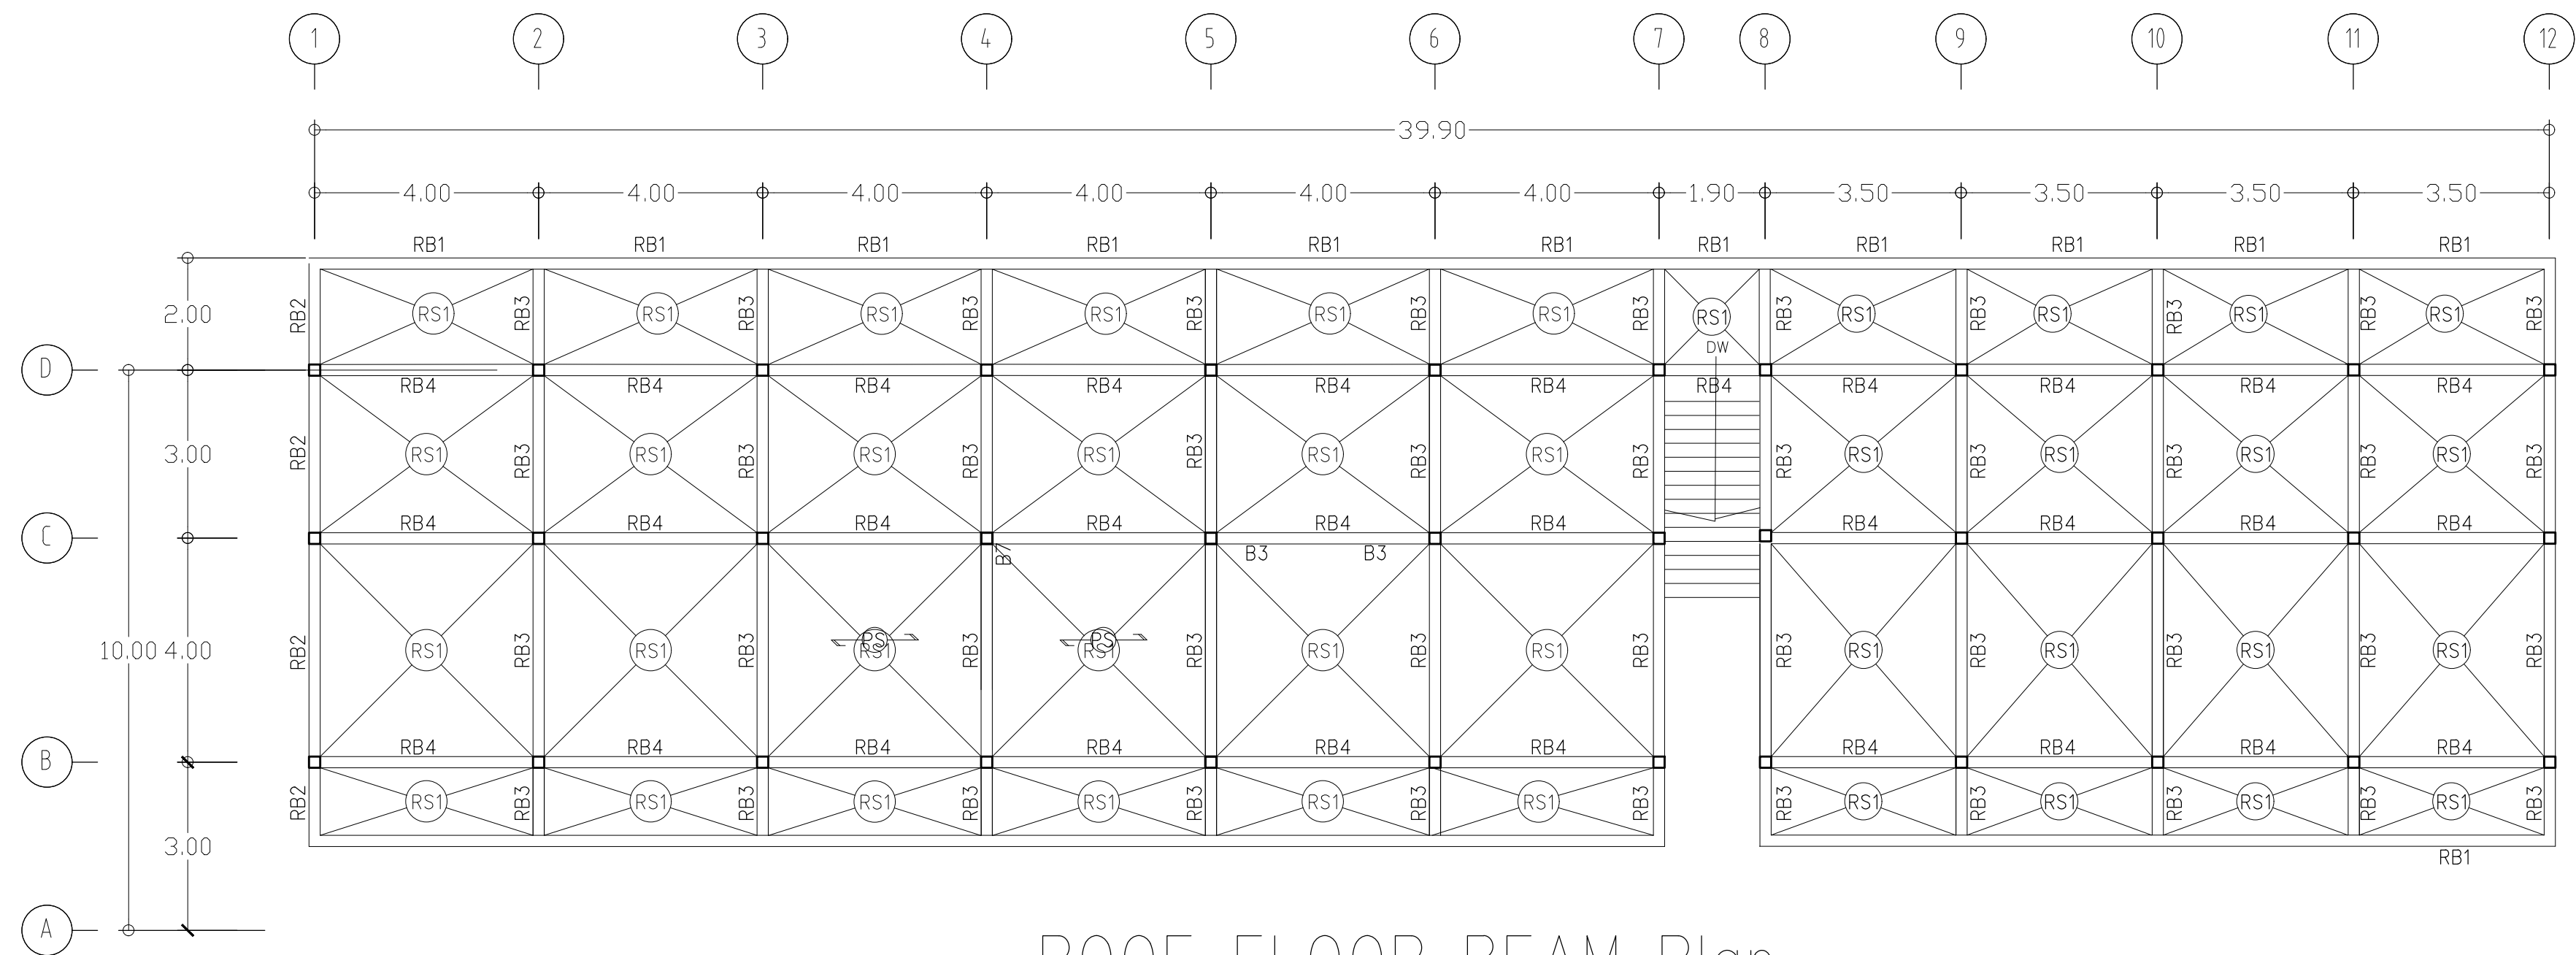 1 2 3 4 5 6 7 8 9 10 11 12
39.90
4.00 4.00 4.00 4.00 4.00 4.00 1.90 3.50 3.50 3.50 3.50
RB1 RB1 RB1 RB1 RB1 RB1 RB1 RB1 RB1 RB1 RB1
2.00 RB2 RS1 RB3 RS1 RB3 RS1 RB3 RS1 RB3 RS1 RB3 RS1 RB3 RS1 RB3 RS1 RB3 RS1 RB3 RS1 RB3 RS1 RB3
DW
D RB4 RB4 RB4 RB4 RB4 RB4 RB4 RB4 RB4 RB4 RB4
3.00 RB2 RS1 RB3 RS1 RB3 RS1 RB3 RS1 RB3 RS1 RB3 RS1 RB3 RB3 RS1 RB3 RS1 RB3 RS1 RB3 RS1 RB3
RB4 RB4 RB4 RB4 RB4 RB4 RB4 RB4 RB4 RB4
C
B7 B3 B3
PS PS
10.00 4.00 RB2 RS1 RB3 RS1 RB3 RS1 RB3 RS1 RB3 RS1 RB3 RS1 RB3 RB3 RS1 RB3 RS1 RB3 RS1 RB3 RS1 RB3
RB4 RB4 RB4 RB4 RB4 RB4 RB4 RB4 RB4 RB4
B
RB2 RS1 RB3 RS1 RB3 RS1 RB3 RS1 RB3 RS1 RB3 RS1 RB3 RB3 RS1 RB3 RS1 RB3 RS1 RB3 RS1 RB3
3.00
RB1
A
ROOF FLOOR BEAM Plan